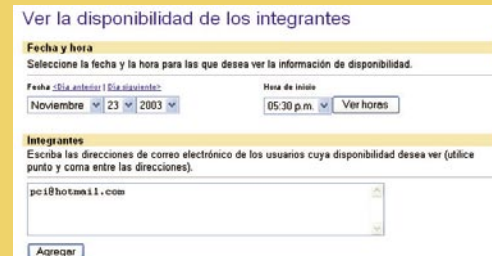 Ver la disponibilidad de los integrantes
Fecha y hora
Seleccione la fecha y la hora para las que desea ver la información de disponibilidad.
Fecha <Día anterior | Día siguiente> Hora de inicio
Noviembre 23 2003 05:30 p.m. Ver horas
Integrantes
Escriba las direcciones de correo electrónico de los usuarios cuya disponibilidad desea ver (utilice
punto y coma entre las direcciones).
pci@hotmail.com
Agregar